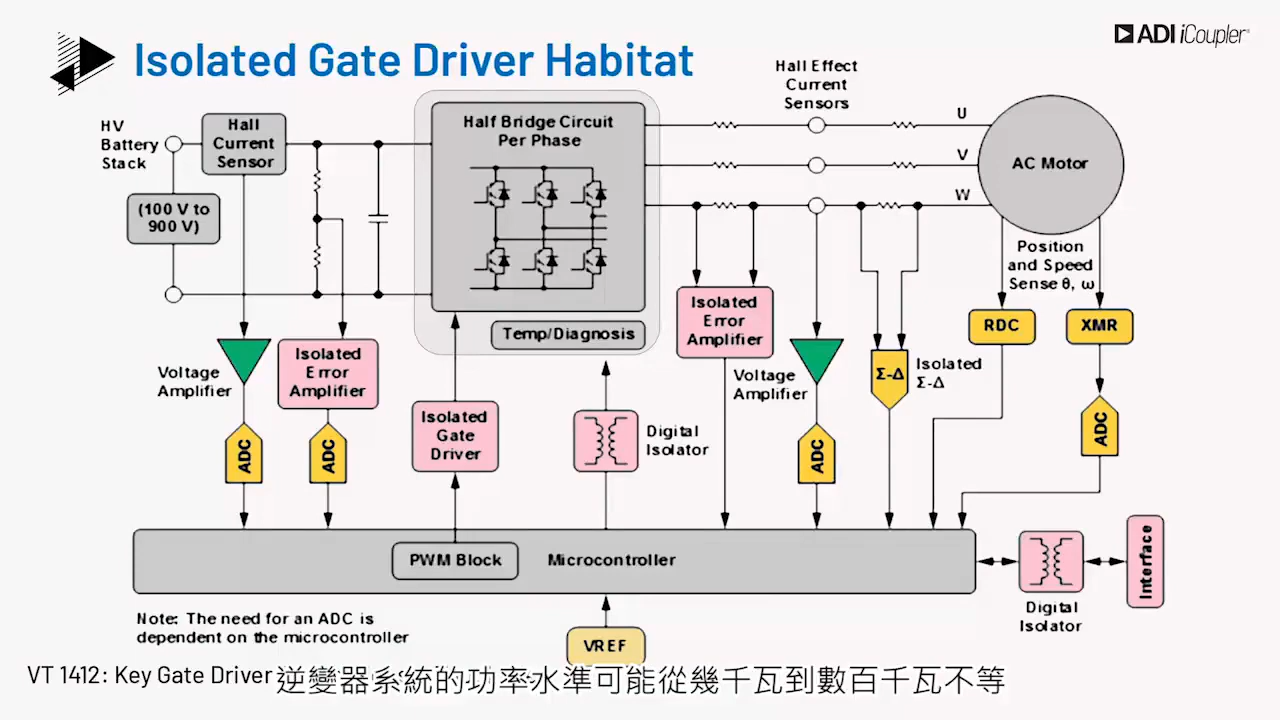 Isolated Gate Driver Habitat
ADI iCoupler®
HV
Battery
Stack
(100 V to
900 V)
Hall
Current
Sensor
Half Bridge Circuit
Per Phase
Temp/Diagnosis
Hall Effect
Current
Sensors
U
V
W
AC Motor
Position
and Speed
Sense θ, ω
Voltage
Amplifier
Isolated
Error
Amplifier
Isolated
Gate
Driver
Digital
Isolator
Isolated
Error
Amplifier
Voltage
Amplifier
Σ-Δ
Isolated
Σ-Δ
RDC
XMR
ADC
ADC
ADC
ADC
PWM Block
Microcontroller
Interface
Digital
Isolator
VREF
Note: The need for an ADC is
dependent on the microcontroller
VT 1412: Key Gate Driver
逆變器系統的功率水準可能從幾千瓦到數百千瓦不等